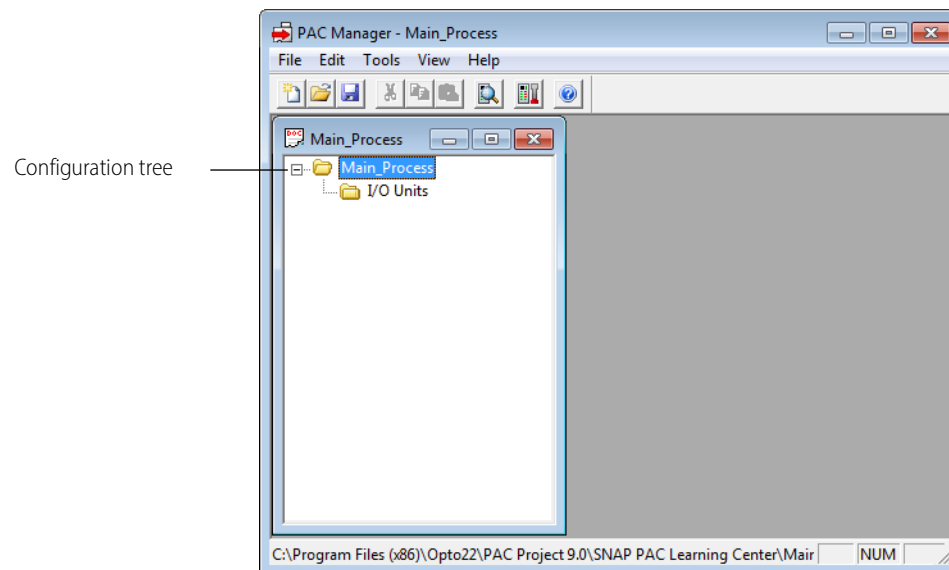 PAC Manager - Main_Process
File Edit Tools View Help
Main_Process
Configuration tree
Main_Process
I/O Units
C:\Program Files (x86)\Opto22\PAC Project 9.0\SNAP PAC Learning Center\Mair
NUM